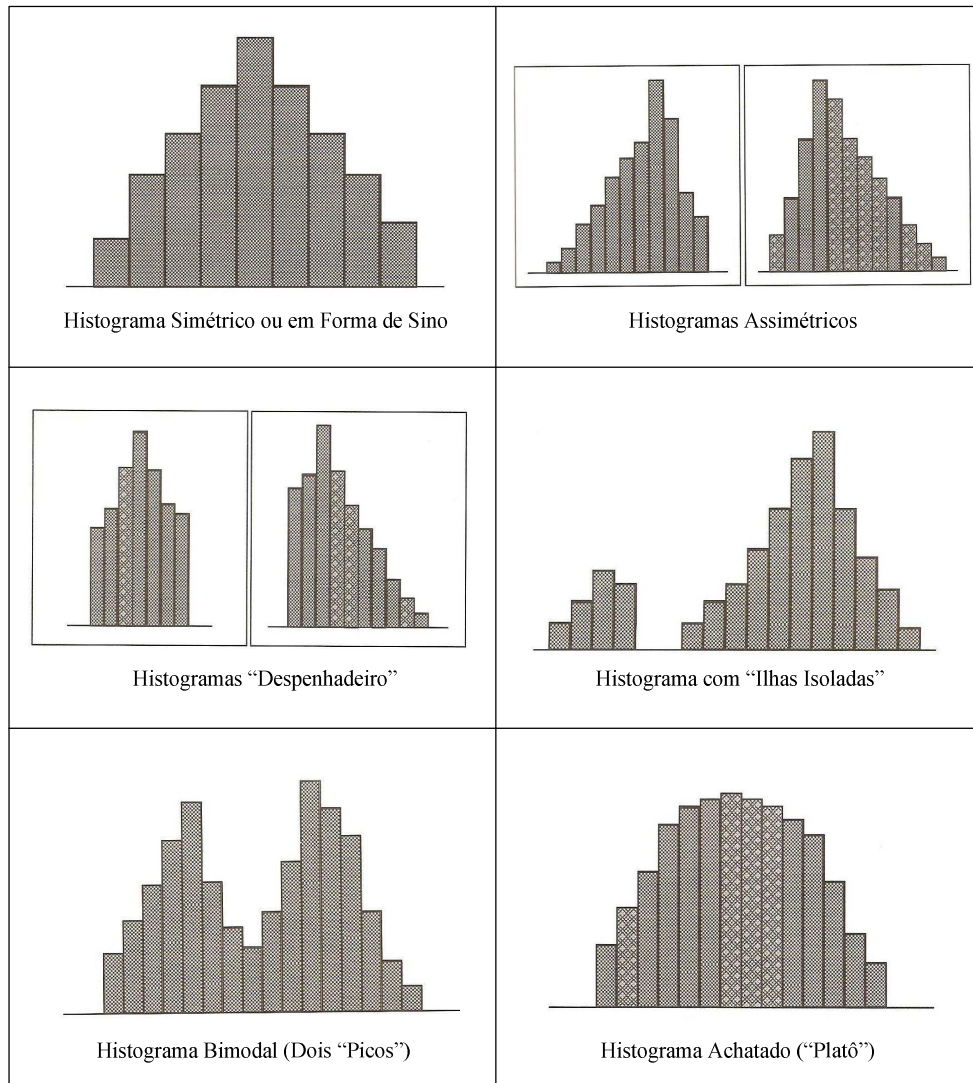 Histograma Simétrico ou em Forma de Sino
Histogramas Assimétricos
Histogramas “Despenhadeiro”
Histograma com “Ilhas Isoladas”
Histograma Bimodal (Dois “Picos”)
Histograma Achatado (“Platô”)